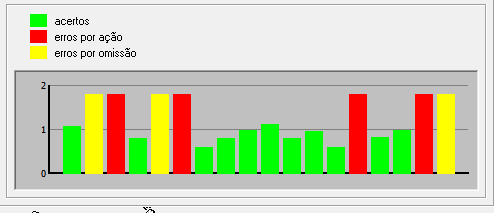 acertos
erros por ação
erros por omissão
2
1
0